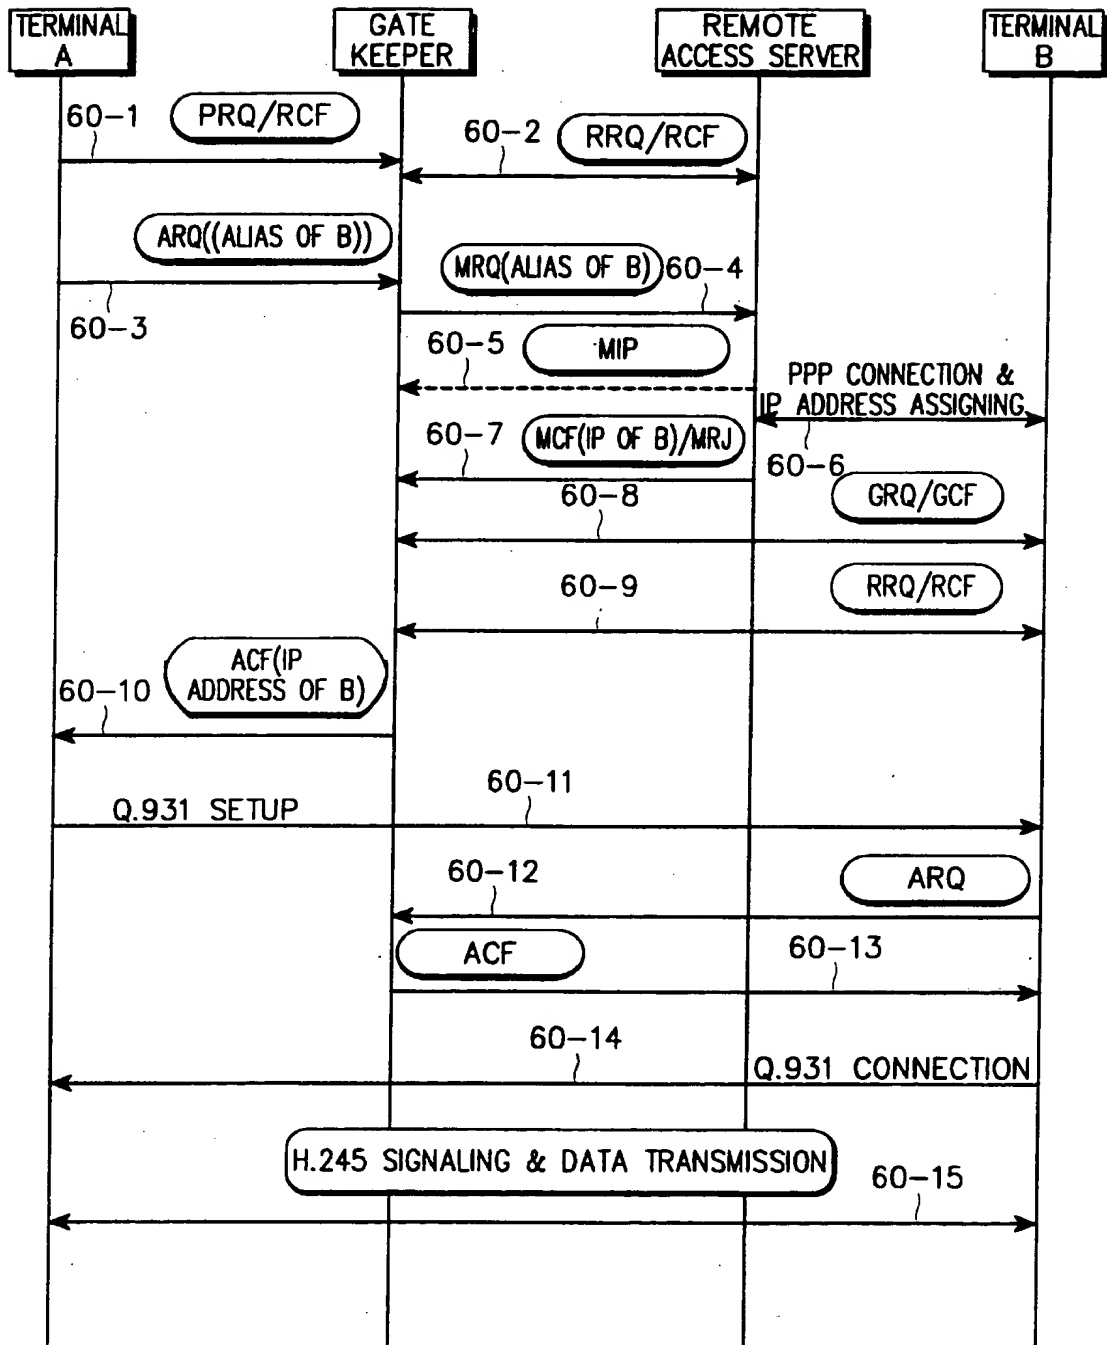 TERMINAL
A
GATE
KEEPER
REMOTE
ACCESS SERVER
TERMINAL
B
60-1
PRQ/RCF
60-2
RRQ/RCF
ARQ((ALIAS OF B))
60-3
MRQ(ALIAS OF B)
60-4
60-5
MIP
PPP CONNECTION &
IP ADDRESS ASSIGNING
60-6
60-7
MCF(IP OF B)/MRJ
60-8
GRQ/GCF
60-9
RRQ/RCF
ACF(IP
ADDRESS OF B)
60-10
60-11
Q.931 SETUP
60-12
ARQ
ACF
60-13
60-14
Q.931 CONNECTION
H.245 SIGNALING & DATA TRANSMISSION
60-15